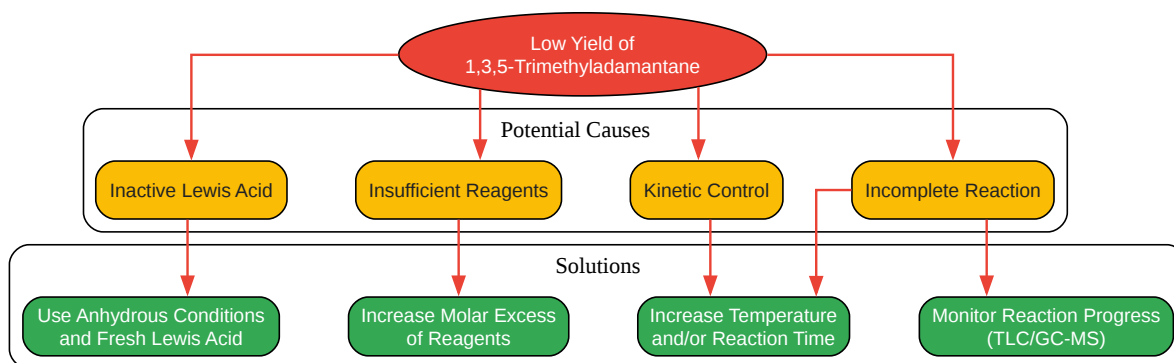 Low Yield of
1,3,5-Trimethyladamantane
Potential Causes
Inactive Lewis Acid
Insufficient Reagents
Kinetic Control
Incomplete Reaction
Solutions
Use Anhydrous Conditions
and Fresh Lewis Acid
Increase Molar Excess
of Reagents
Increase Temperature
and/or Reaction Time
Monitor Reaction Progress
(TLC/GC-MS)